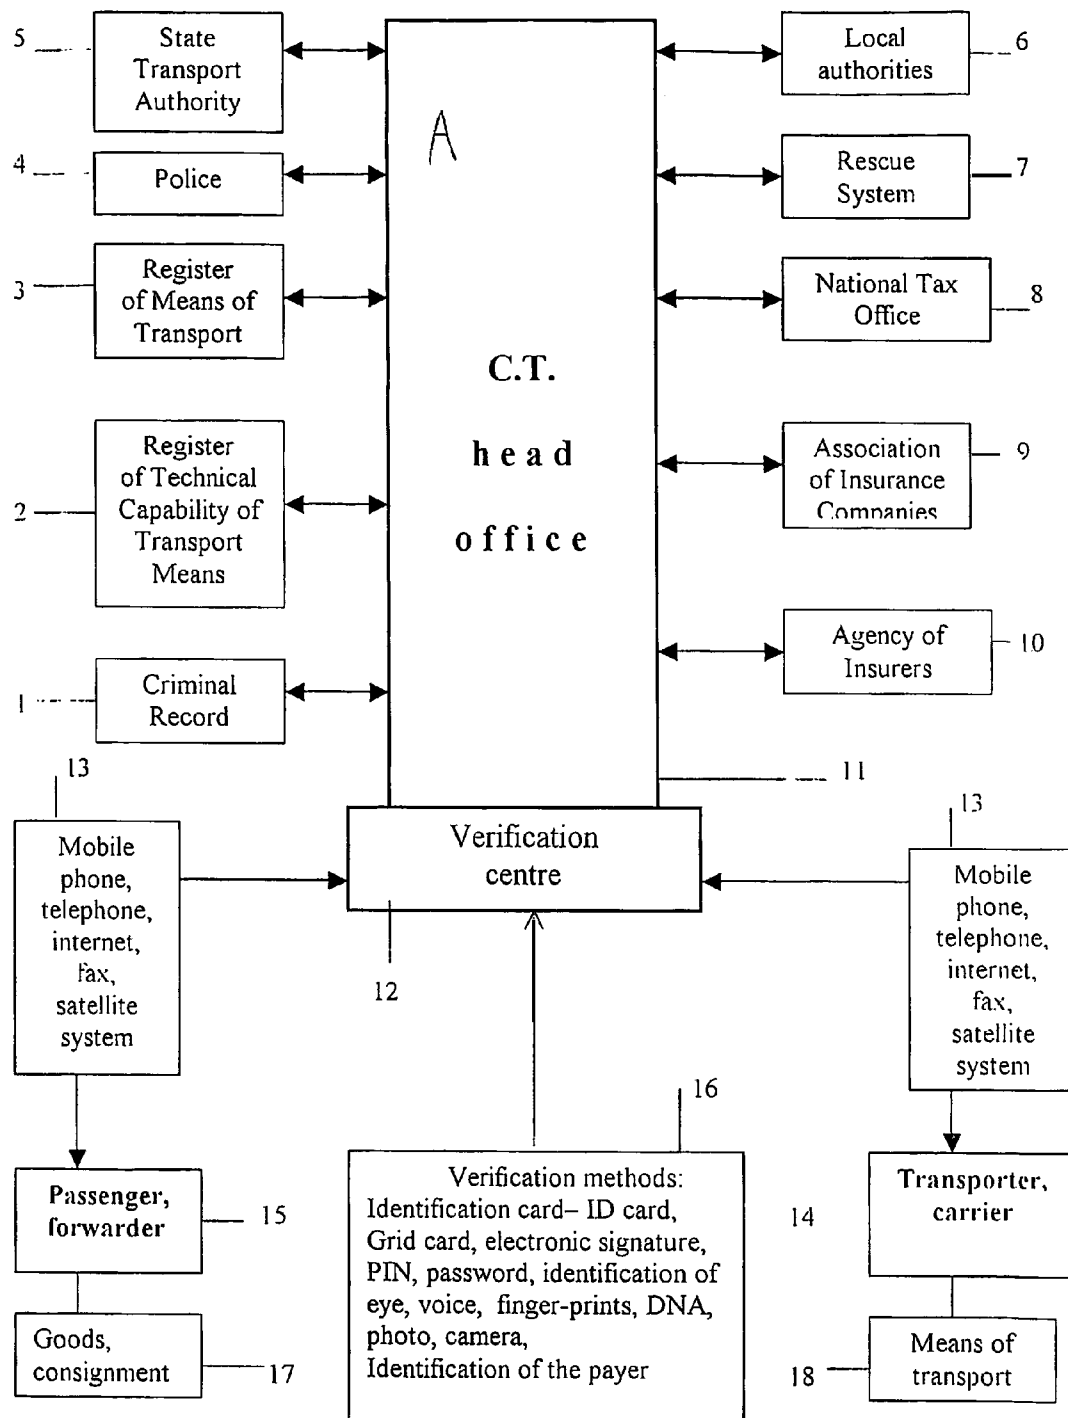 5
State
Transport
Authority
Local
authorities
6
A
4
Police
Rescue
System
7
3
Register
of Means of
Transport
National Tax
Office
8
C.T.
head
office
2
Register
of Technical
Capability of
Transport
Means
Association
of Insurance
Companies
9
Agency of
Insurers
10
1
Criminal
Record
11
13
Mobile
phone,
telephone,
internet,
fax,
satellite
system
Verification
centre
12
13
Mobile
phone,
telephone,
internet,
fax,
satellite
system
16
Passenger,
forwarder
15
Verification methods:
Identification card– ID card,
Grid card, electronic signature,
PIN, password, identification of
eye, voice, finger-prints, DNA,
photo, camera,
Identification of the payer
14
Transporter,
carrier
Goods,
consignment
17
18
Means of
transport